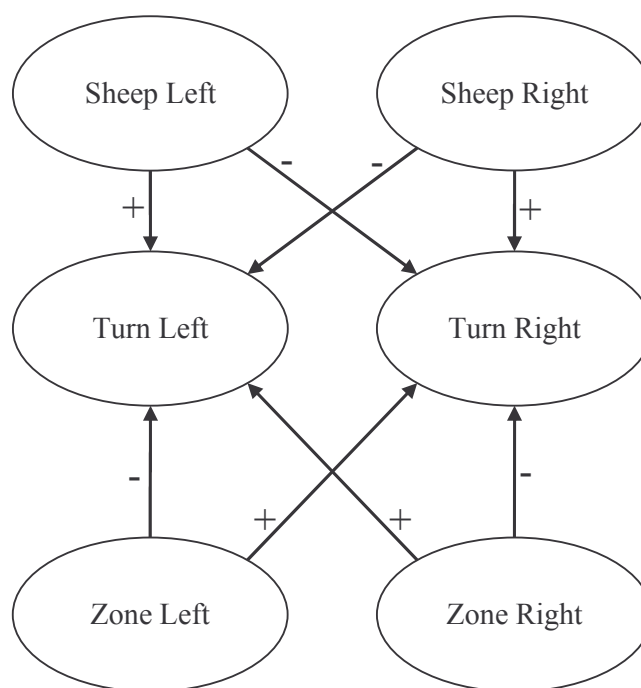 Sheep Left
Sheep Right
-
-
+
+
Turn Left
Turn Right
-
-
+
+
Zone Left
Zone Right